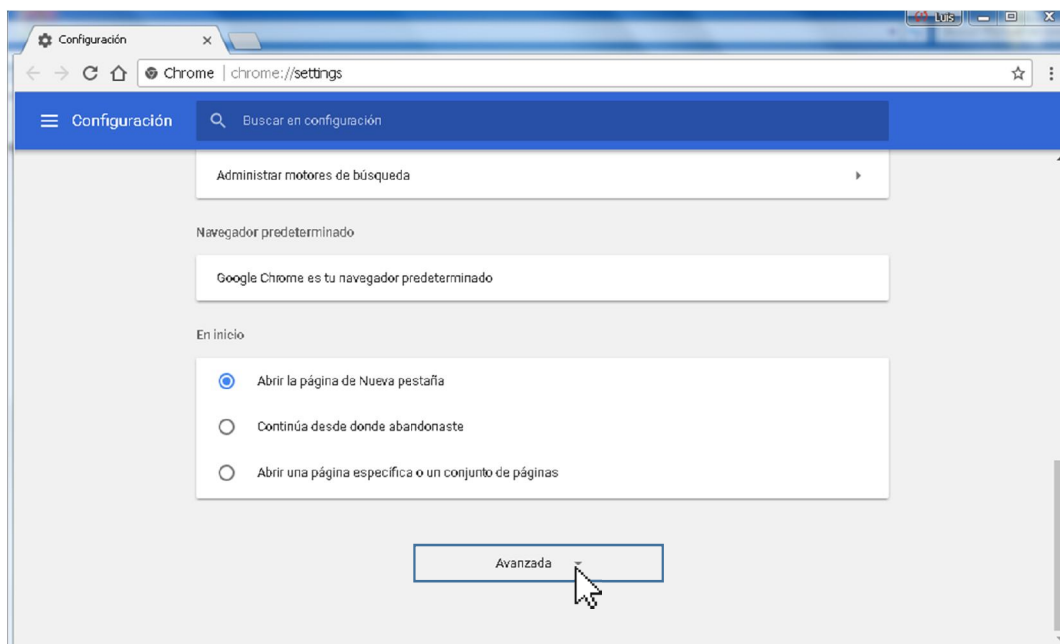 Luis
Configuración
Chrome | chrome://settings
Configuración
Buscar en configuración
Administrar motores de búsqueda
Navegador predeterminado
Google Chrome es tu navegador predeterminado
En inicio
Abrir la página de Nueva pestaña
Continúa desde donde abandonaste
Abrir una página específica o un conjunto de páginas
Avanzada